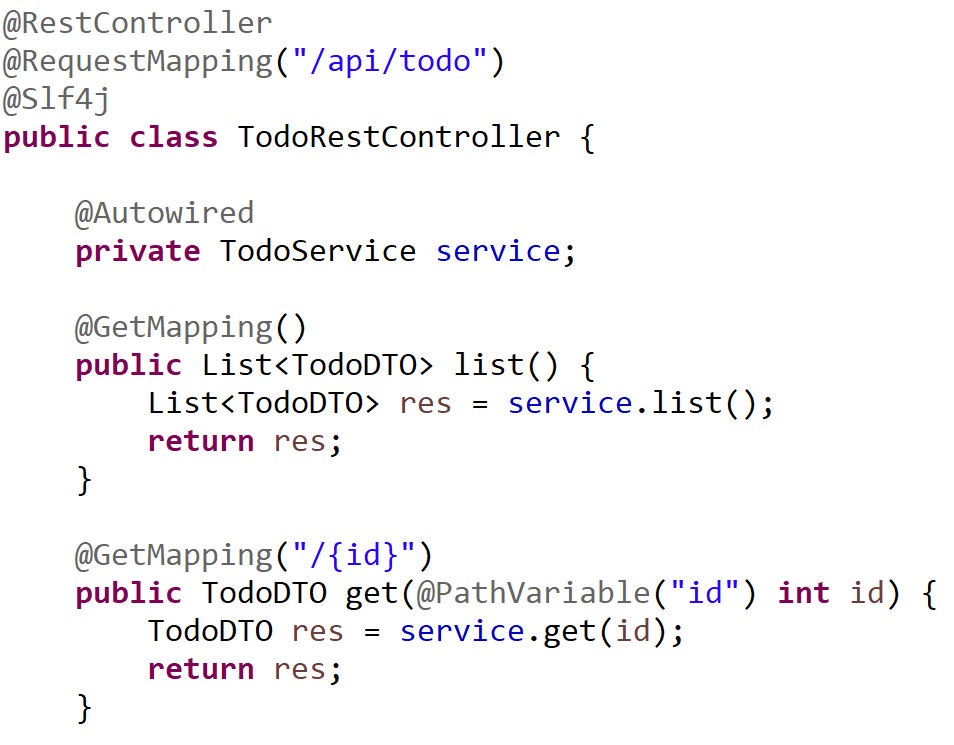 @RestController
@RequestMapping("/api/todo")
@Slf4j
public class TodoRestController {
@Autowired
private TodoService service;
@GetMapping()
public List<TodoDTO> list() {
List<TodoDTO> res = service.list();
return res;
}
@GetMapping("/{id}")
public TodoDTO get(@PathVariable("id") int id) {
TodoDTO res = service.get(id);
return res;
}